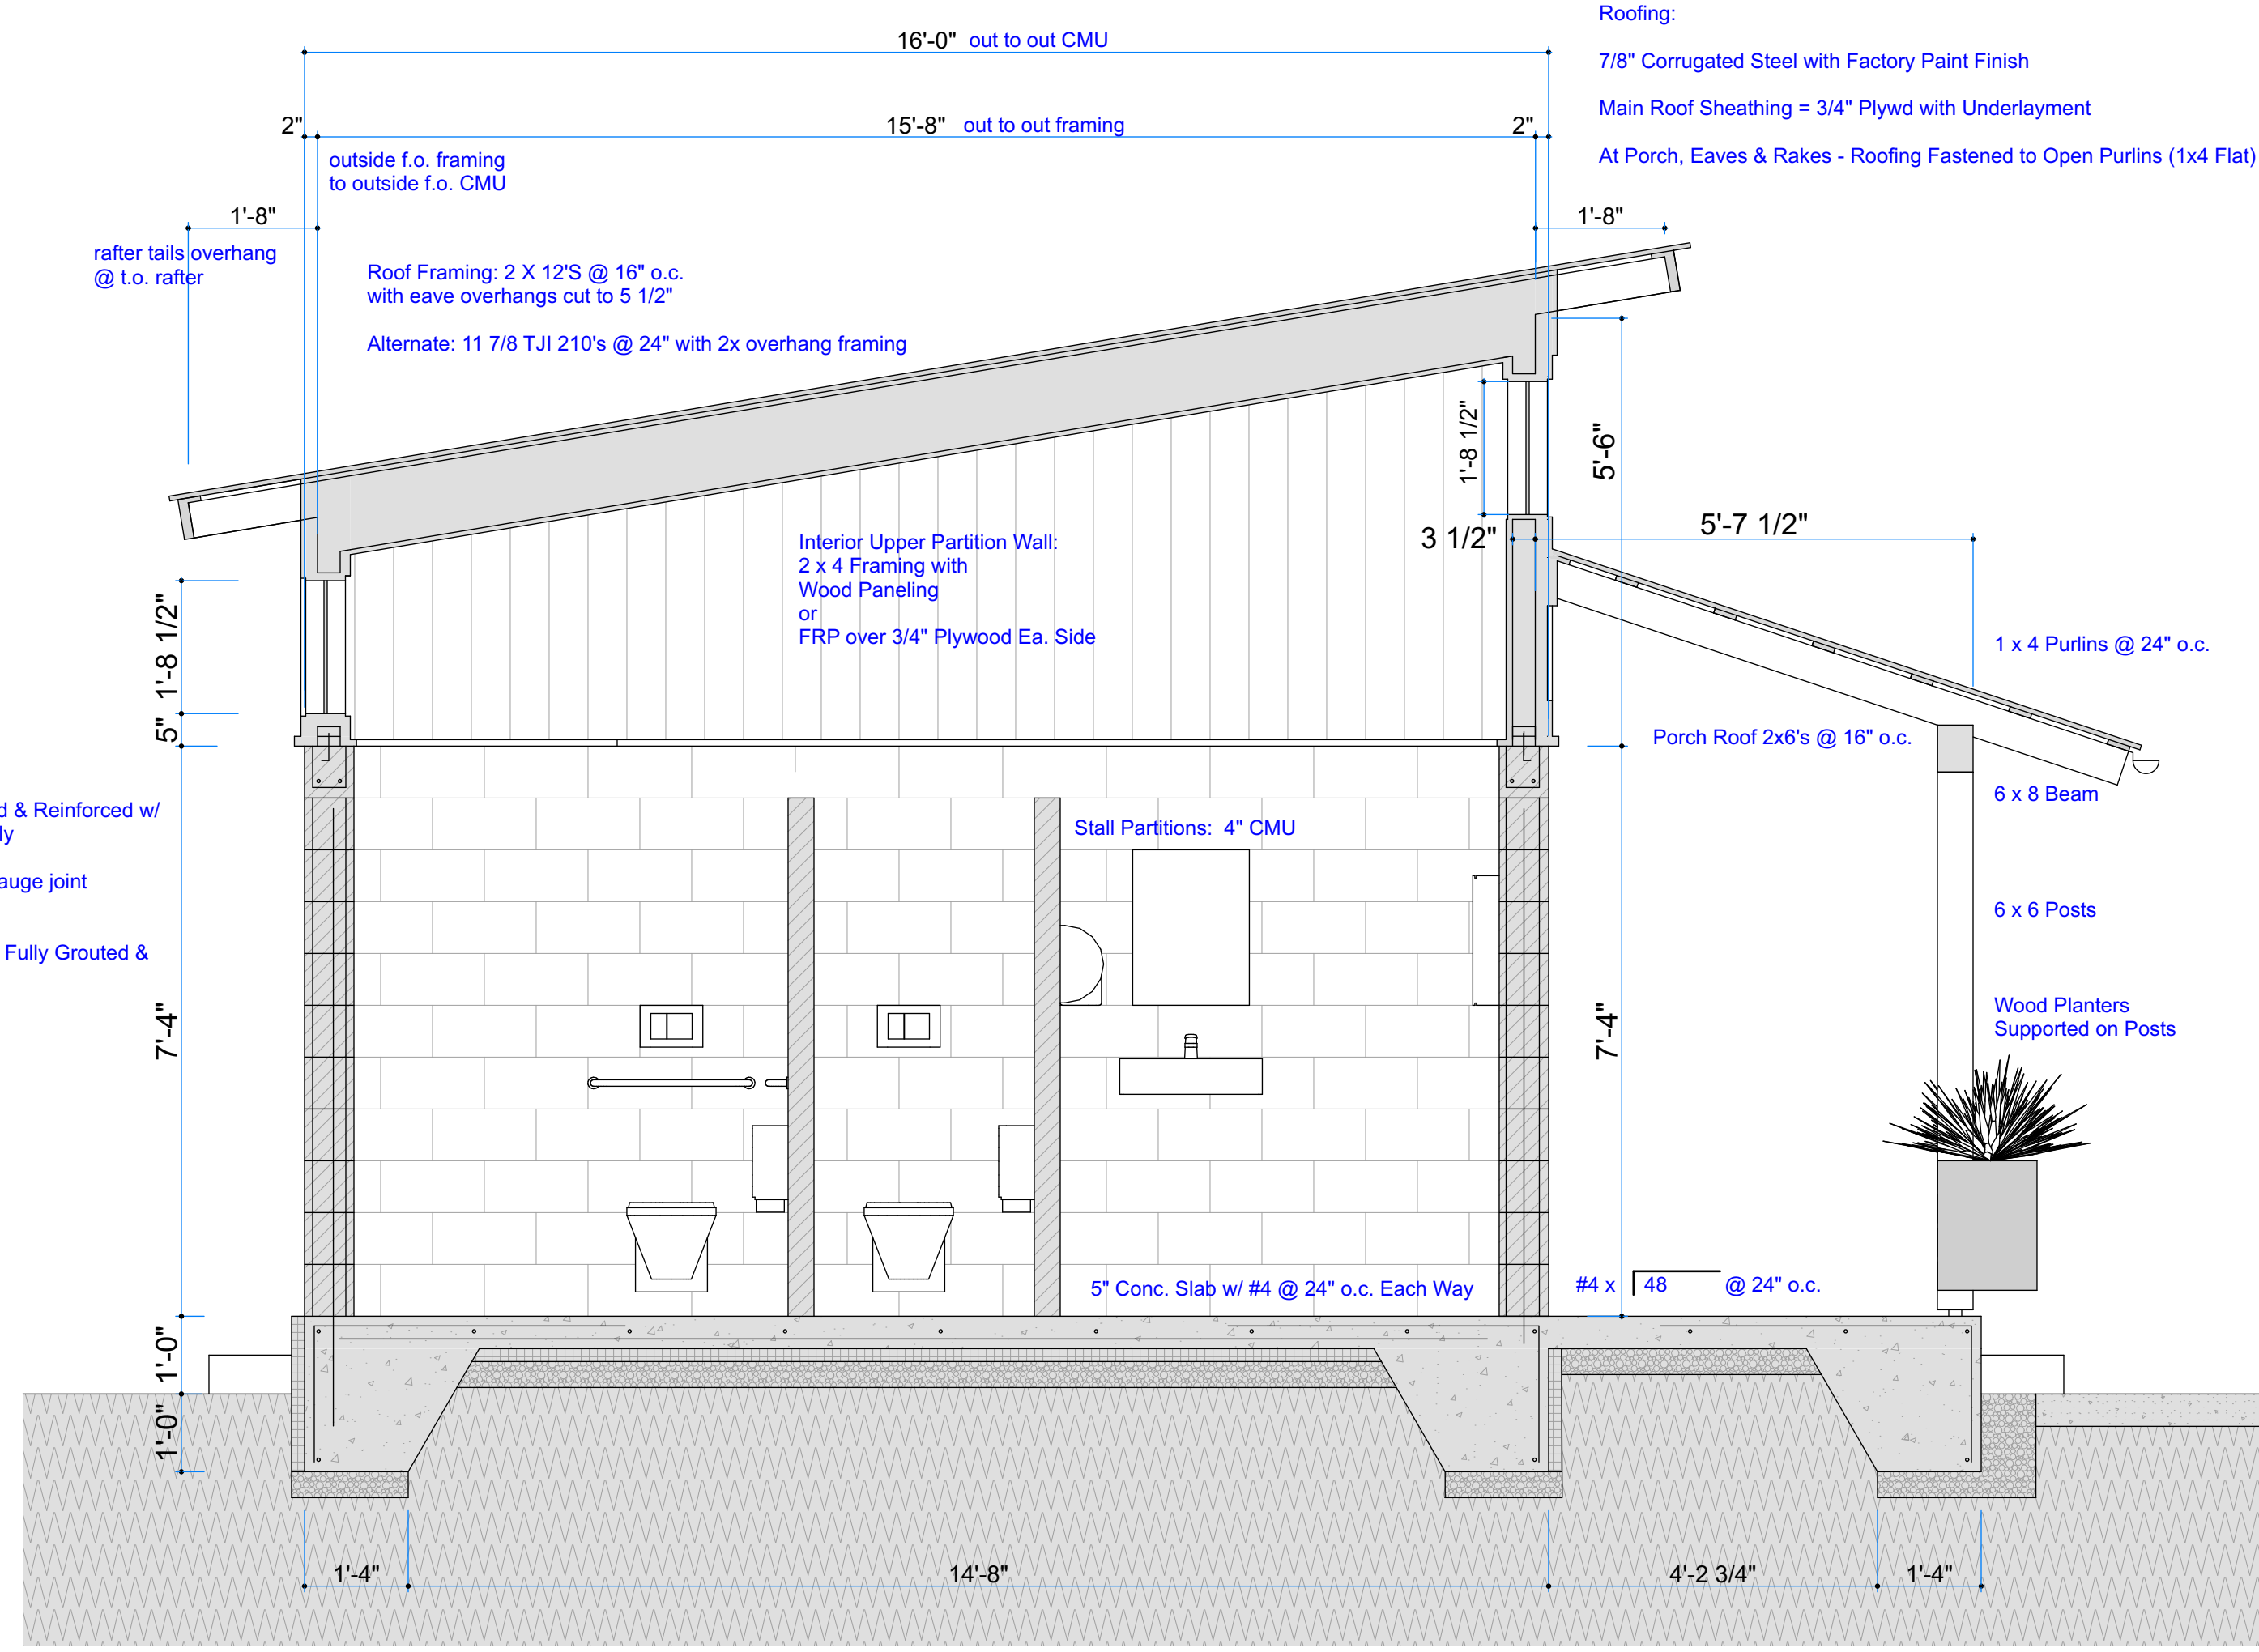 Roofing:
16'-0" out to out CMU
7/8" Corrugated Steel with Factory Paint Finish
Main Roof Sheathing = 3/4" Plywd with Underlayment
2"
15'-8" out to out framing
2"
At Porch, Eaves & Rakes - Roofing Fastened to Open Purlins (1x4 Flat)
outside f.o. framing
to outside f.o. CMU
1'-8"
1'-8"
rafter tails overhang
@ t.o. rafter
Roof Framing: 2 X 12'S @ 16" o.c.
with eave overhangs cut to 5 1/2"
Alternate: 11 7/8 TJI 210's @ 24" with 2x overhang framing
1'-8 1/2"
5'-6"
3 1/2"
5'-7 1/2"
Interior Upper Partition Wall:
2 x 4 Framing with
Wood Paneling
or
FRP over 3/4" Plywood Ea. Side
1'-8 1/2"
5"
1 x 4 Purlins @ 24" o.c.
Porch Roof 2x6's @ 16" o.c.
6 x 8 Beam
d & Reinforced w/
ly
Stall Partitions: 4" CMU
auge joint
6 x 6 Posts
Fully Grouted &
7'-4"
7'-4"
Wood Planters
Supported on Posts
5" Conc. Slab w/ #4 @ 24" o.c. Each Way
#4 x 48 @ 24" o.c.
1'-0"
1'-0"
1'-4"
14'-8"
4'-2 3/4"
1'-4"